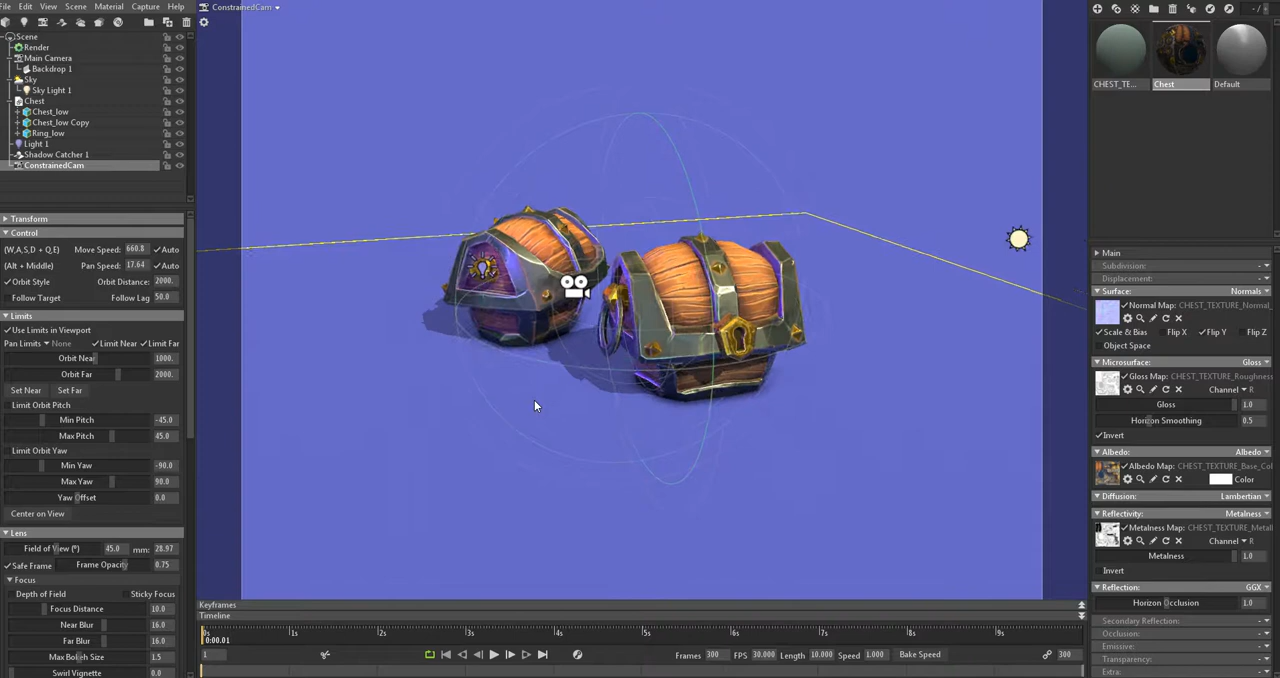 File Edit View Scene Material Capture Help
ConstrainedCam
Scene
Render
Main Camera
Backdrop 1
Sky
Sky Light 1
Chest
Chest_low
Chest_low Copy
Ring_low
Light 1
Shadow Catcher 1
ConstrainedCam
Transform
Control
(W,A,S,D + Q,E) Move Speed: 660.8 Auto
(Alt + Middle) Pan Speed: 17.64 Auto
Orbit Style Orbit Distance: 2000.
Follow Target Follow Lag 50.0
Limits
Use Limits in Viewport
Pan Limits None Limit Near Limit Far
Orbit Near 1000.
Orbit Far 2000.
Set Near Set Far
Limit Orbit Pitch
Min Pitch -45.0
Max Pitch 45.0
Limit Orbit Yaw
Min Yaw -90.0
Max Yaw 90.0
Yaw Offset 0.0
Center on View
Lens
Field of View (°) 45.0 mm: 28.97
Safe Frame Frame Opacity 0.75
Focus
Depth of Field Sticky Focus
Focus Distance 10.0
Near Blur 16.0
Far Blur 16.0
Max Bokeh Size 1.5
Swirl Vignette 0.0
Keyframes
Timeline
0s 1s 2s 3s 4s 5s 6s 7s 8s 9s
0:00.01
1 Frames 300 FPS 30.000 Length 10.000 Speed 1.000 Bake Speed 300
CHEST_TE... Chest Default
Main
Subdivision:
Displacement:
Surface: Normals
Normal Map: CHEST_TEXTURE_Normal_
Scale & Bias Flip X Flip Y Flip Z
Object Space
Microsurface: Gloss
Gloss Map: CHEST_TEXTURE_Roughness
Channel R
Gloss 1.0
Horizon Smoothing 0.5
Invert
Albedo: Albedo
Albedo Map: CHEST_TEXTURE_Base_Col
Color
Diffusion: Lambertian
Reflectivity: Metalness
Metalness Map: CHEST_TEXTURE_Metall
Channel R
Metalness 1.0
Invert
Reflection: GGX
Horizon Occlusion 1.0
Secondary Reflection:
Occlusion:
Emissive:
Transparency:
Extra: